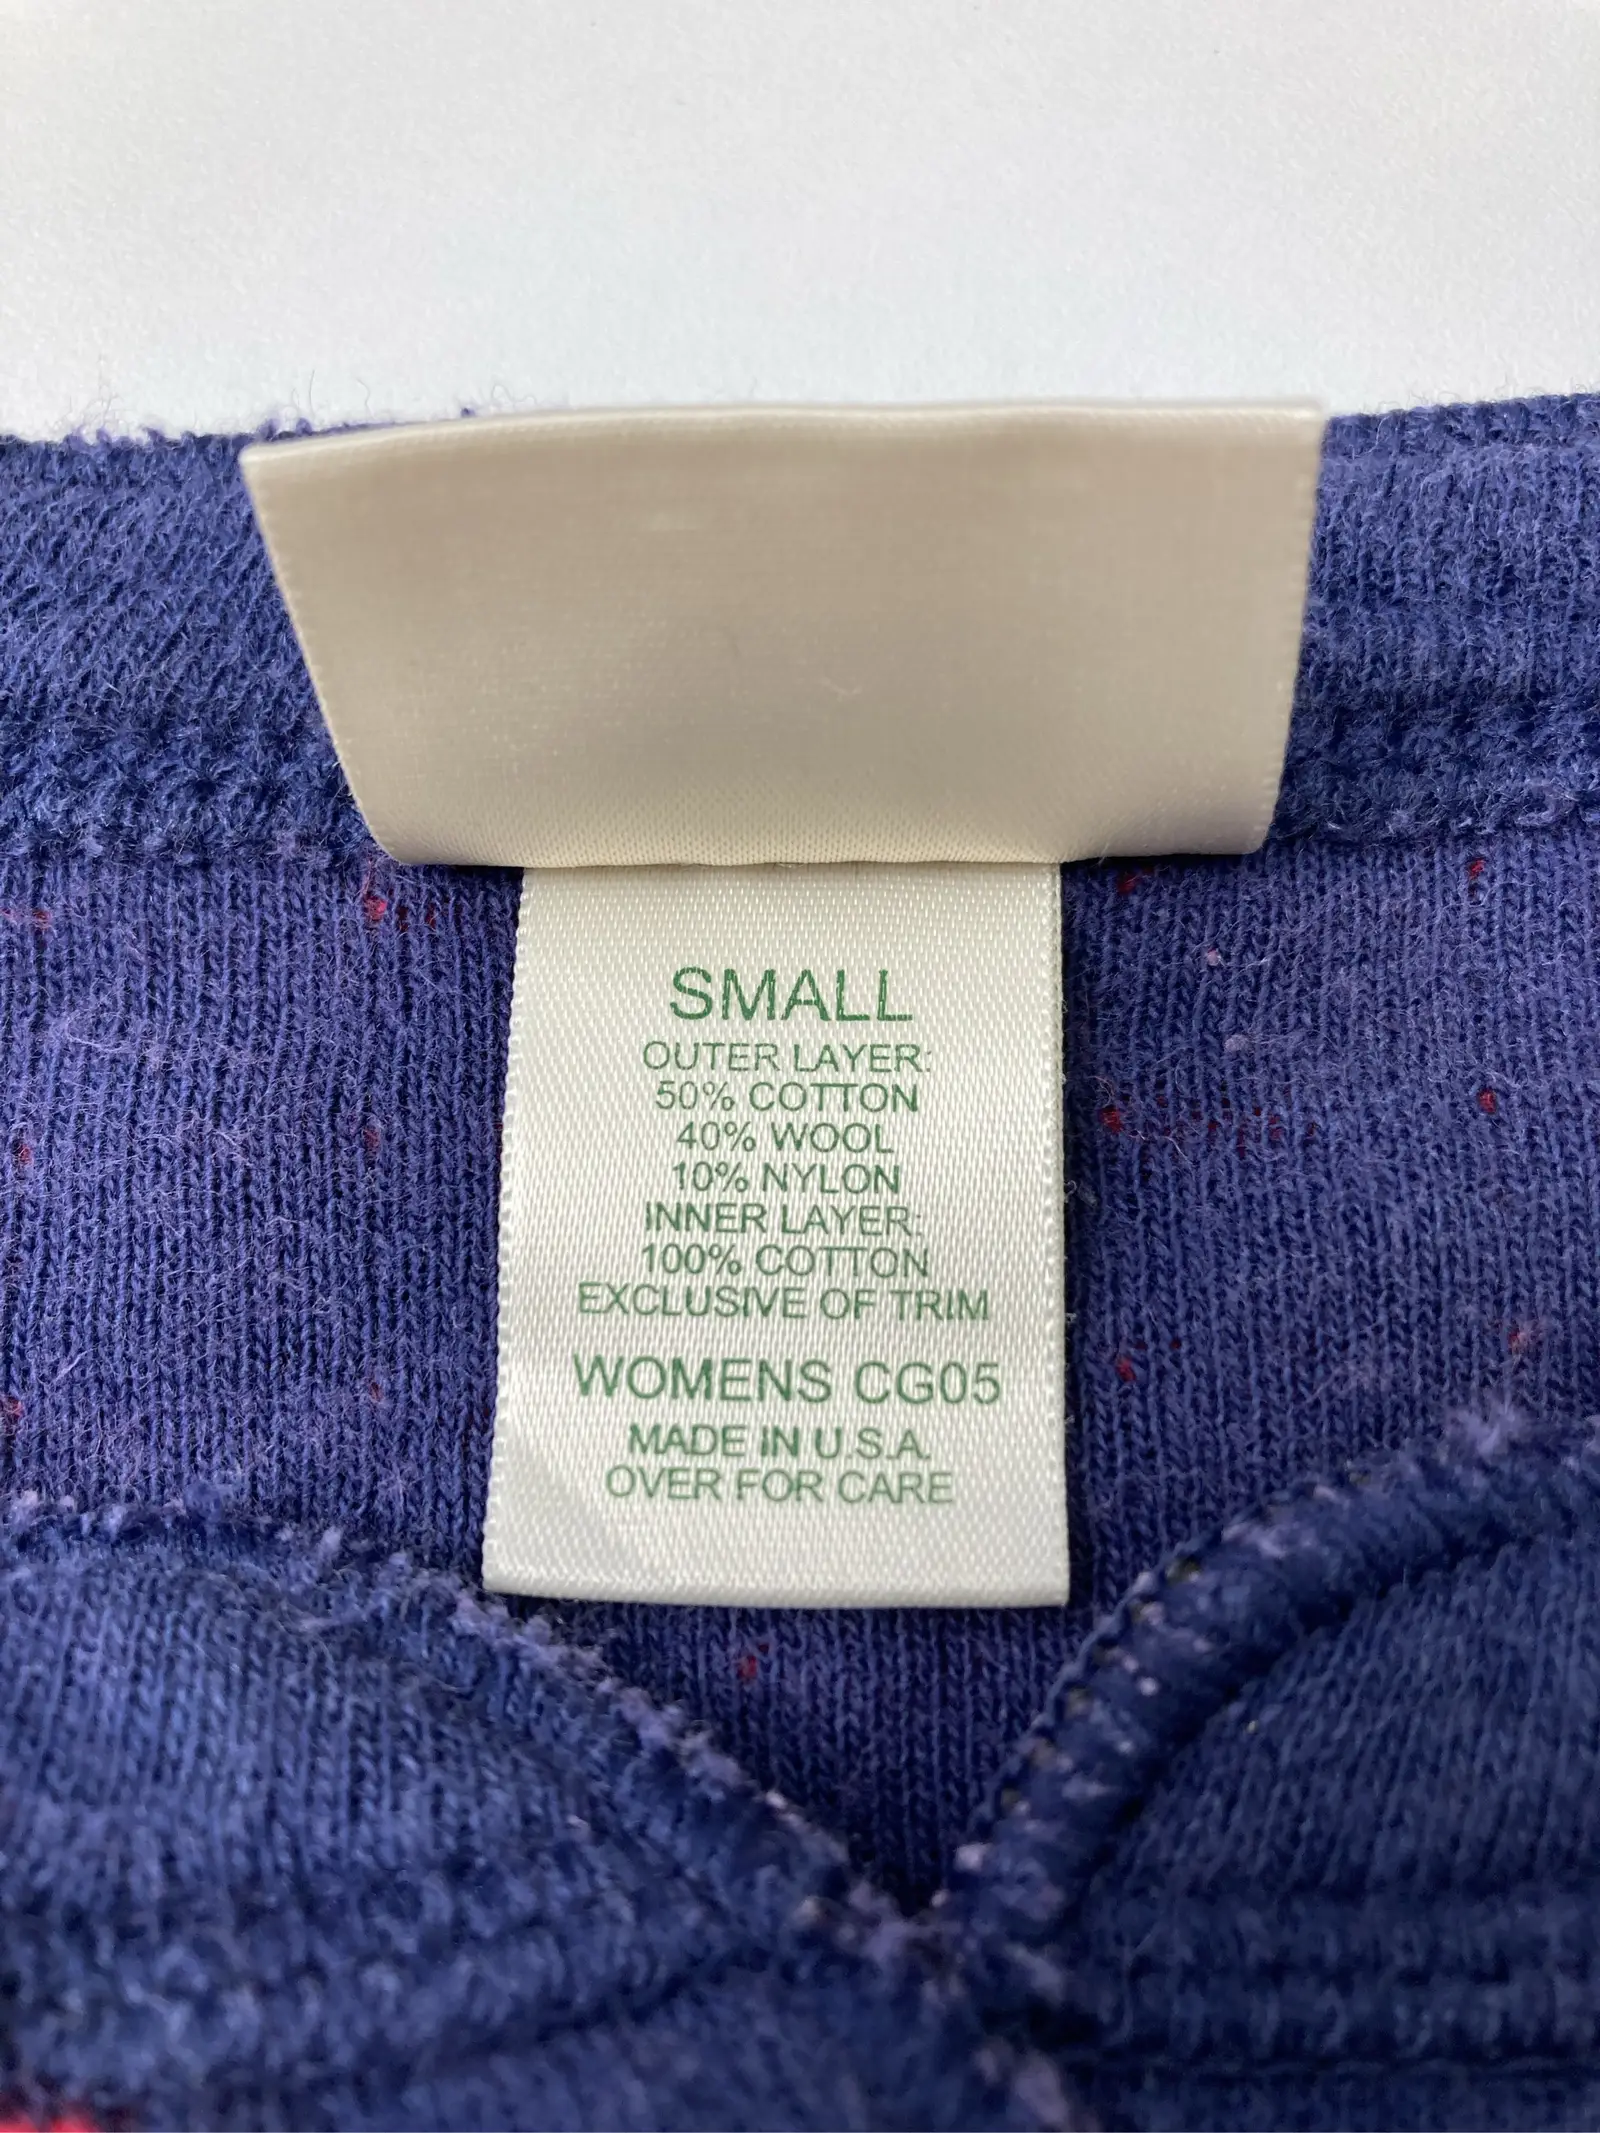 SMALL
OUTER LAYER:
50% COTTON
40% WOOL
10% NYLON
INNER LAYER:
100% COTTON
EXCLUSIVE OF TRIM
WOMENS CG05
MADE IN U.S.A.
OVER FOR CARE